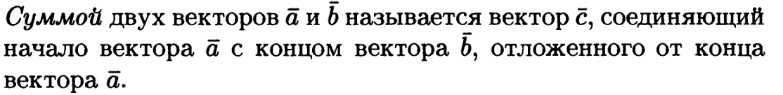 Суммой двух векторов a̅ и b̅ называется вектор c̅, соединяющий
начало вектора a̅ с концом вектора b̅, отложенного от конца
вектора a̅.